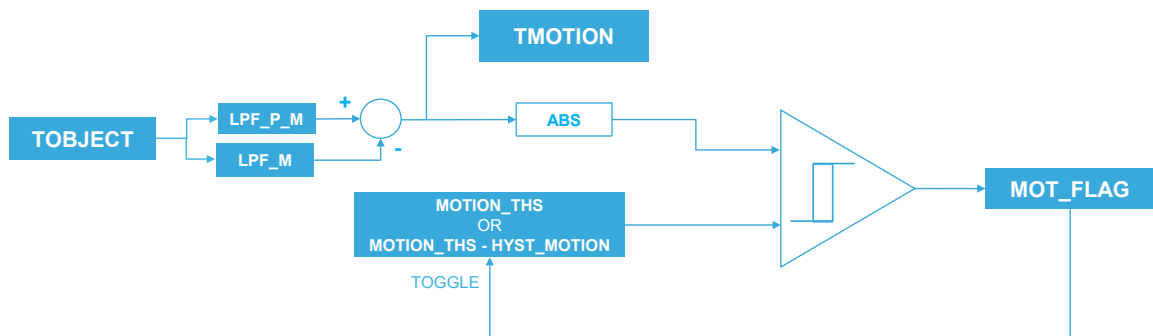 TMOTION
+
LPF_P_M
ABS
TOBJECT
-
LPF_M
MOTION_THS
OR
MOTION_THS - HYST_MOTION
MOT_FLAG
TOGGLE